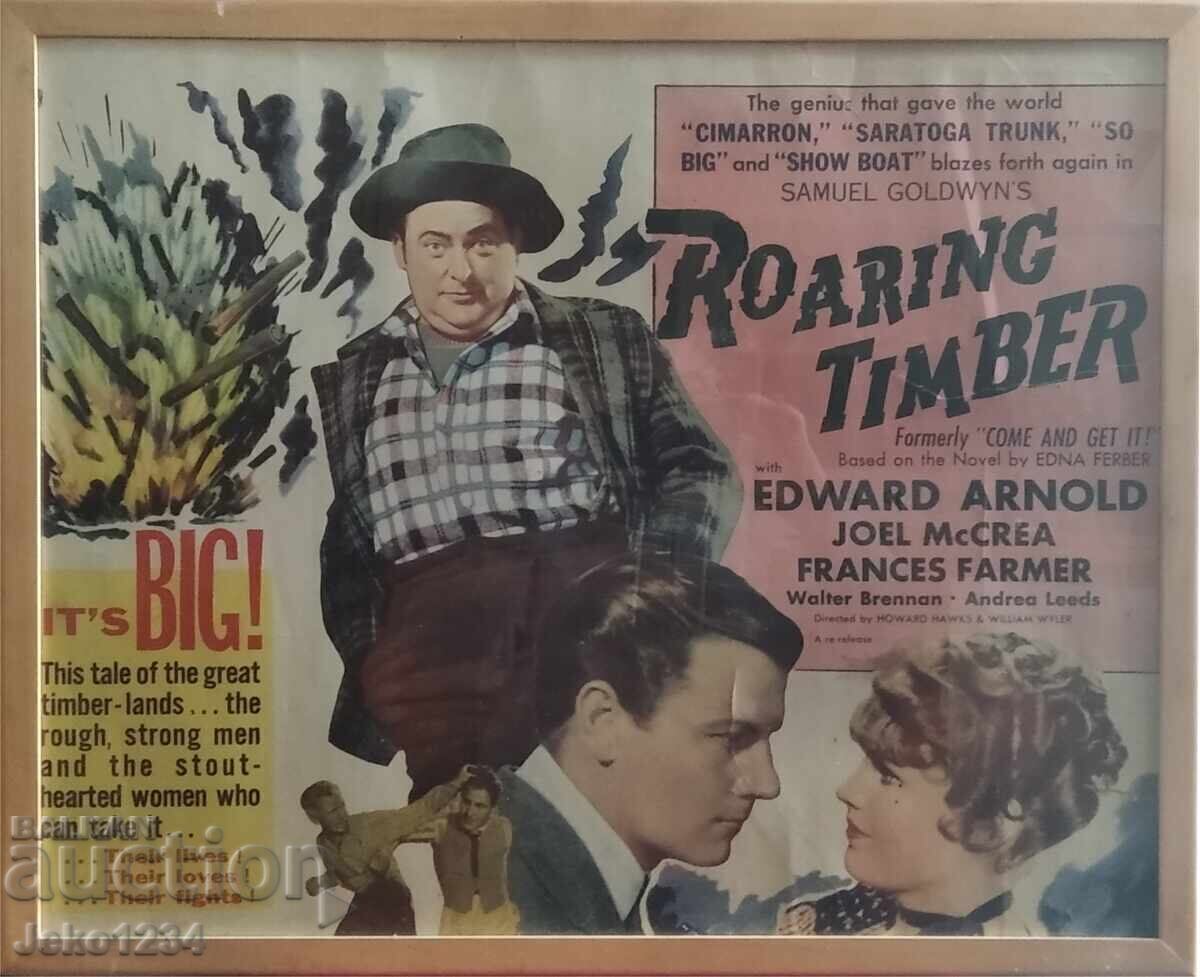 The genius that gave the world
"CIMARRON," "SARATOGA TRUNK," "SO
BIG" and "SHOW BOAT" blazes forth again in
SAMUEL GOLDWYN'S
ROARING
TIMBER
Formerly "COME AND GET IT!"
Based on the Novel by EDNA FERBER
with
EDWARD ARNOLD
JOEL McCREA
FRANCES FARMER
Walter Brennan · Andrea Leeds
Directed by HOWARD HAWKS & WILLIAM WYLER
A re-release
IT'S BIG!
This tale of the great
timber-lands... the
rough, strong men
and the stout-
hearted women who
can take it...
...Their lives!
...Their loves!
...Their fights!
BALKAN
auction
Jeko1234